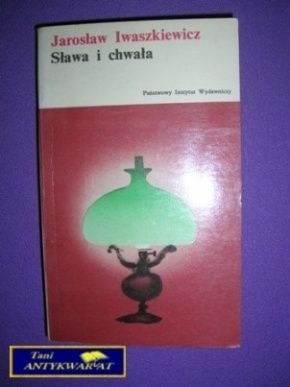 Jarosław Iwaszkiewicz
Sława i chwała
Państwowy Instytut Wydawniczy
Tani
ANTYKWARIAT